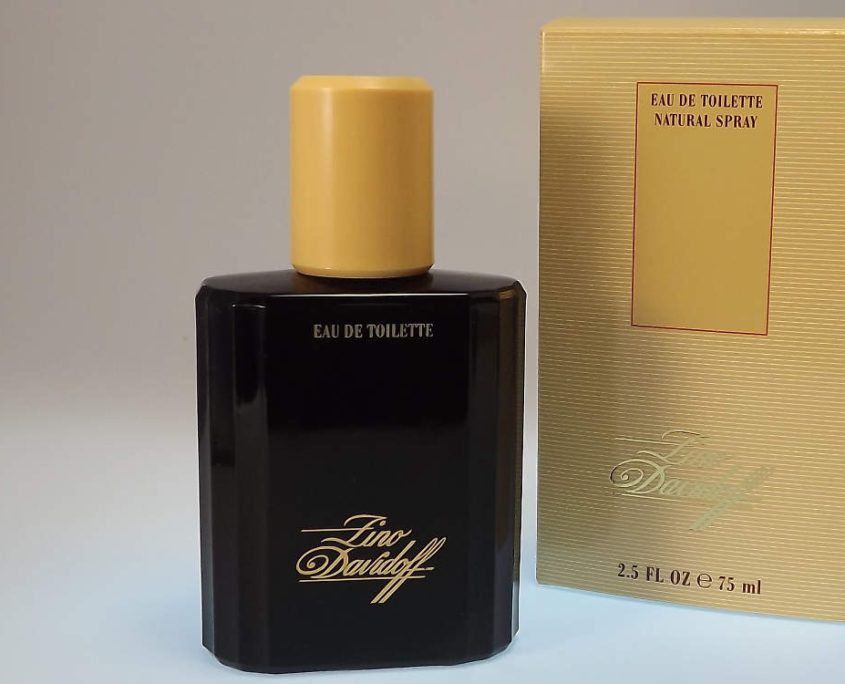 EAU DE TOILETTE
Zino
Davidoff
EAU DE TOILETTE
NATURAL SPRAY
Zino
Davidoff
2.5 FL OZ ℮ 75 ml